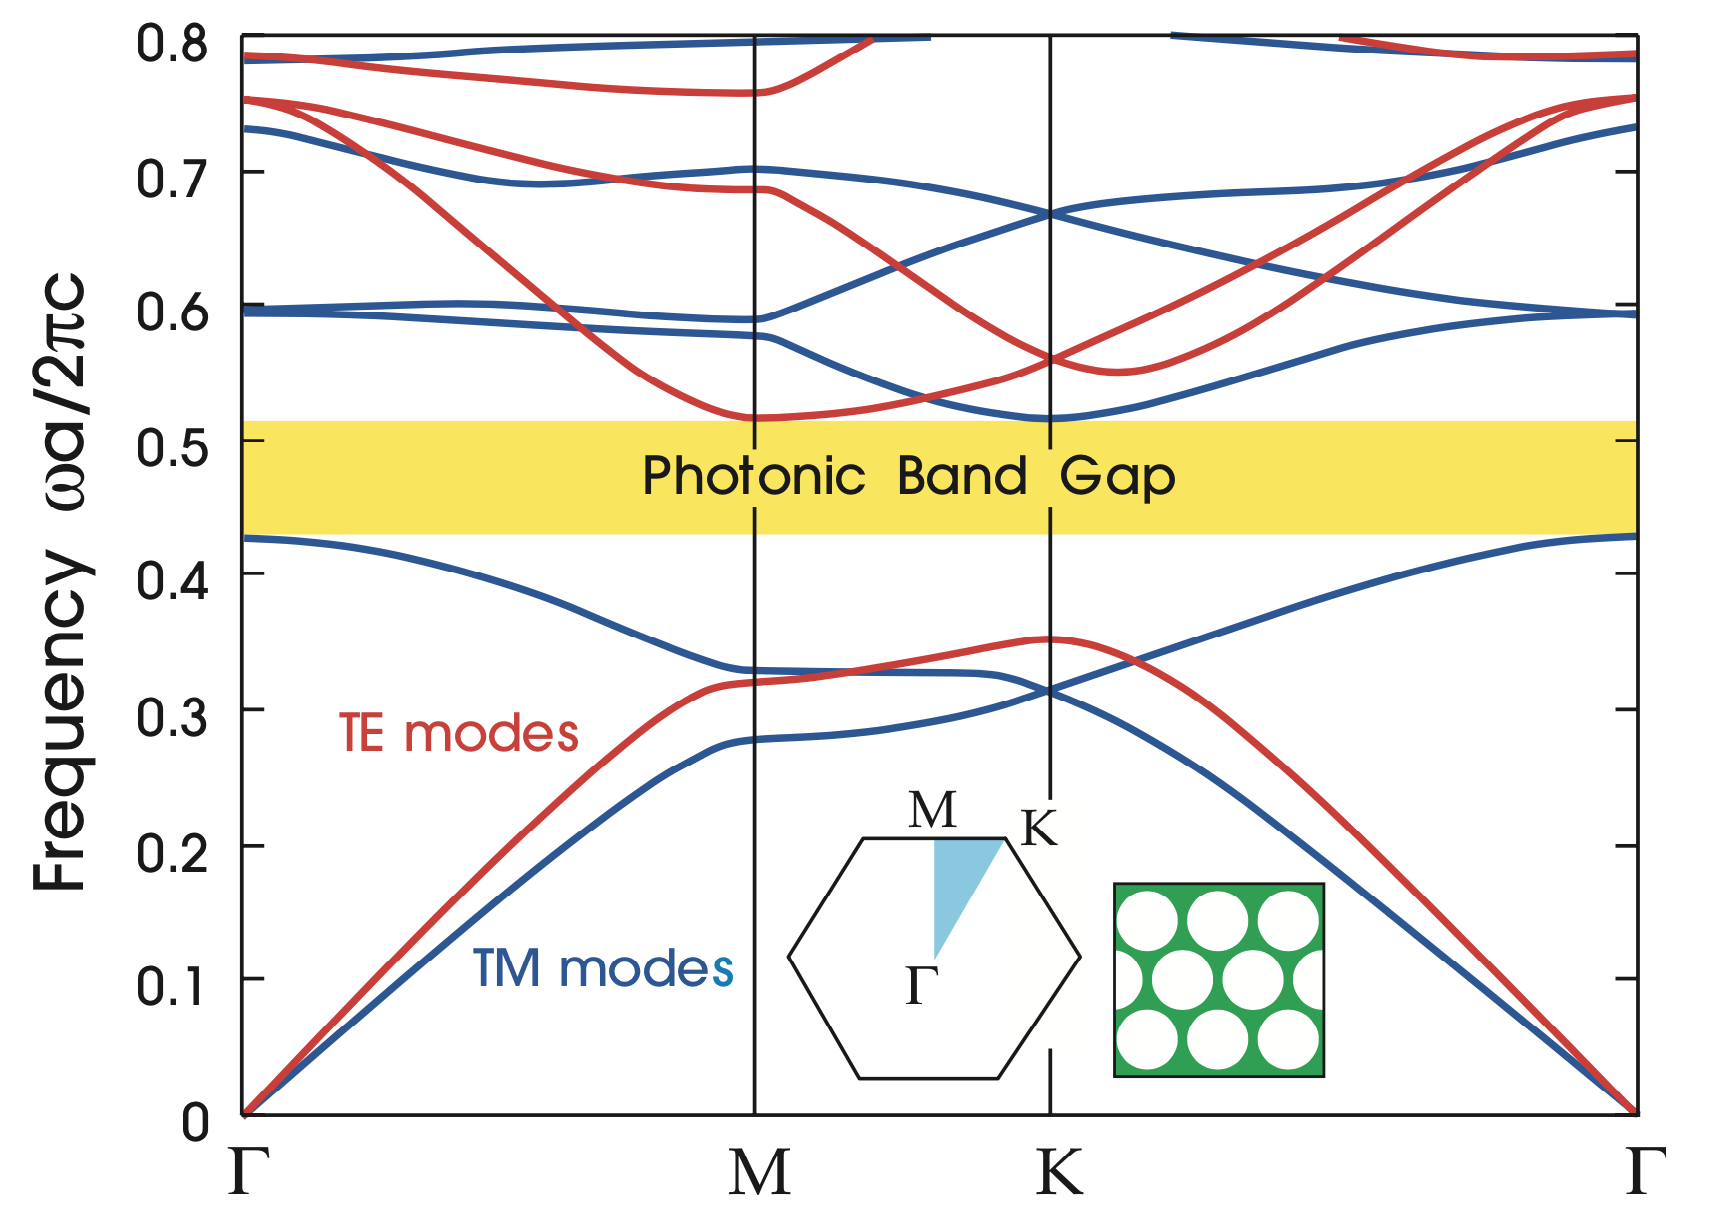 Frequency ωa/2πc
0.8
0.7
0.6
0.5
0.4
0.3
0.2
0.1
0
Photonic Band Gap
TE modes
TM modes
M
K
Γ
Γ M K Γ